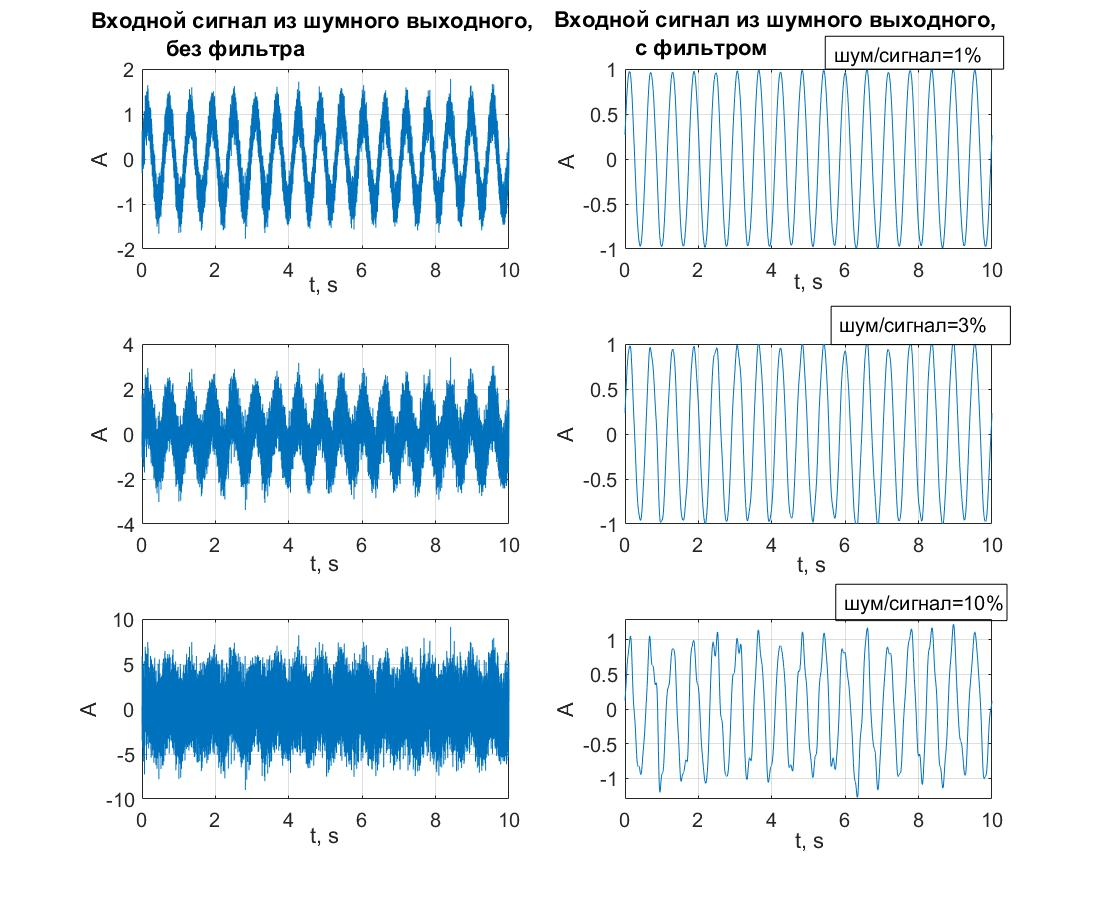 Входной сигнал из шумного выходного,
без фильтра
Входной сигнал из шумного выходного,
с фильтром
шум/сигнал=1%
2
1
0
-1
-2
A
0 2 4 6 8 10
t, s
1
0.5
0
-0.5
-1
A
0 2 4 6 8 10
t, s
шум/сигнал=3%
4
2
0
-2
-4
A
0 2 4 6 8 10
t, s
1
0.5
0
-0.5
-1
A
0 2 4 6 8 10
t, s
шум/сигнал=10%
10
5
0
-5
-10
A
0 2 4 6 8 10
t, s
1
0.5
0
-0.5
-1
A
0 2 4 6 8 10
t, s